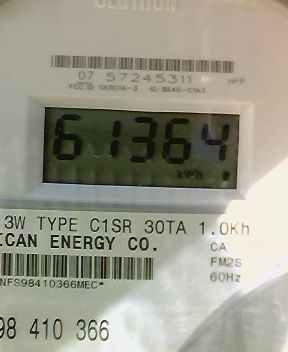 CENTRON
07 57245311
61364
3W TYPE C1SR 30TA 1.0Kh
ICAN ENERGY CO.
CA
FM2S
60Hz
NFS98410366MEC*
98 410 366